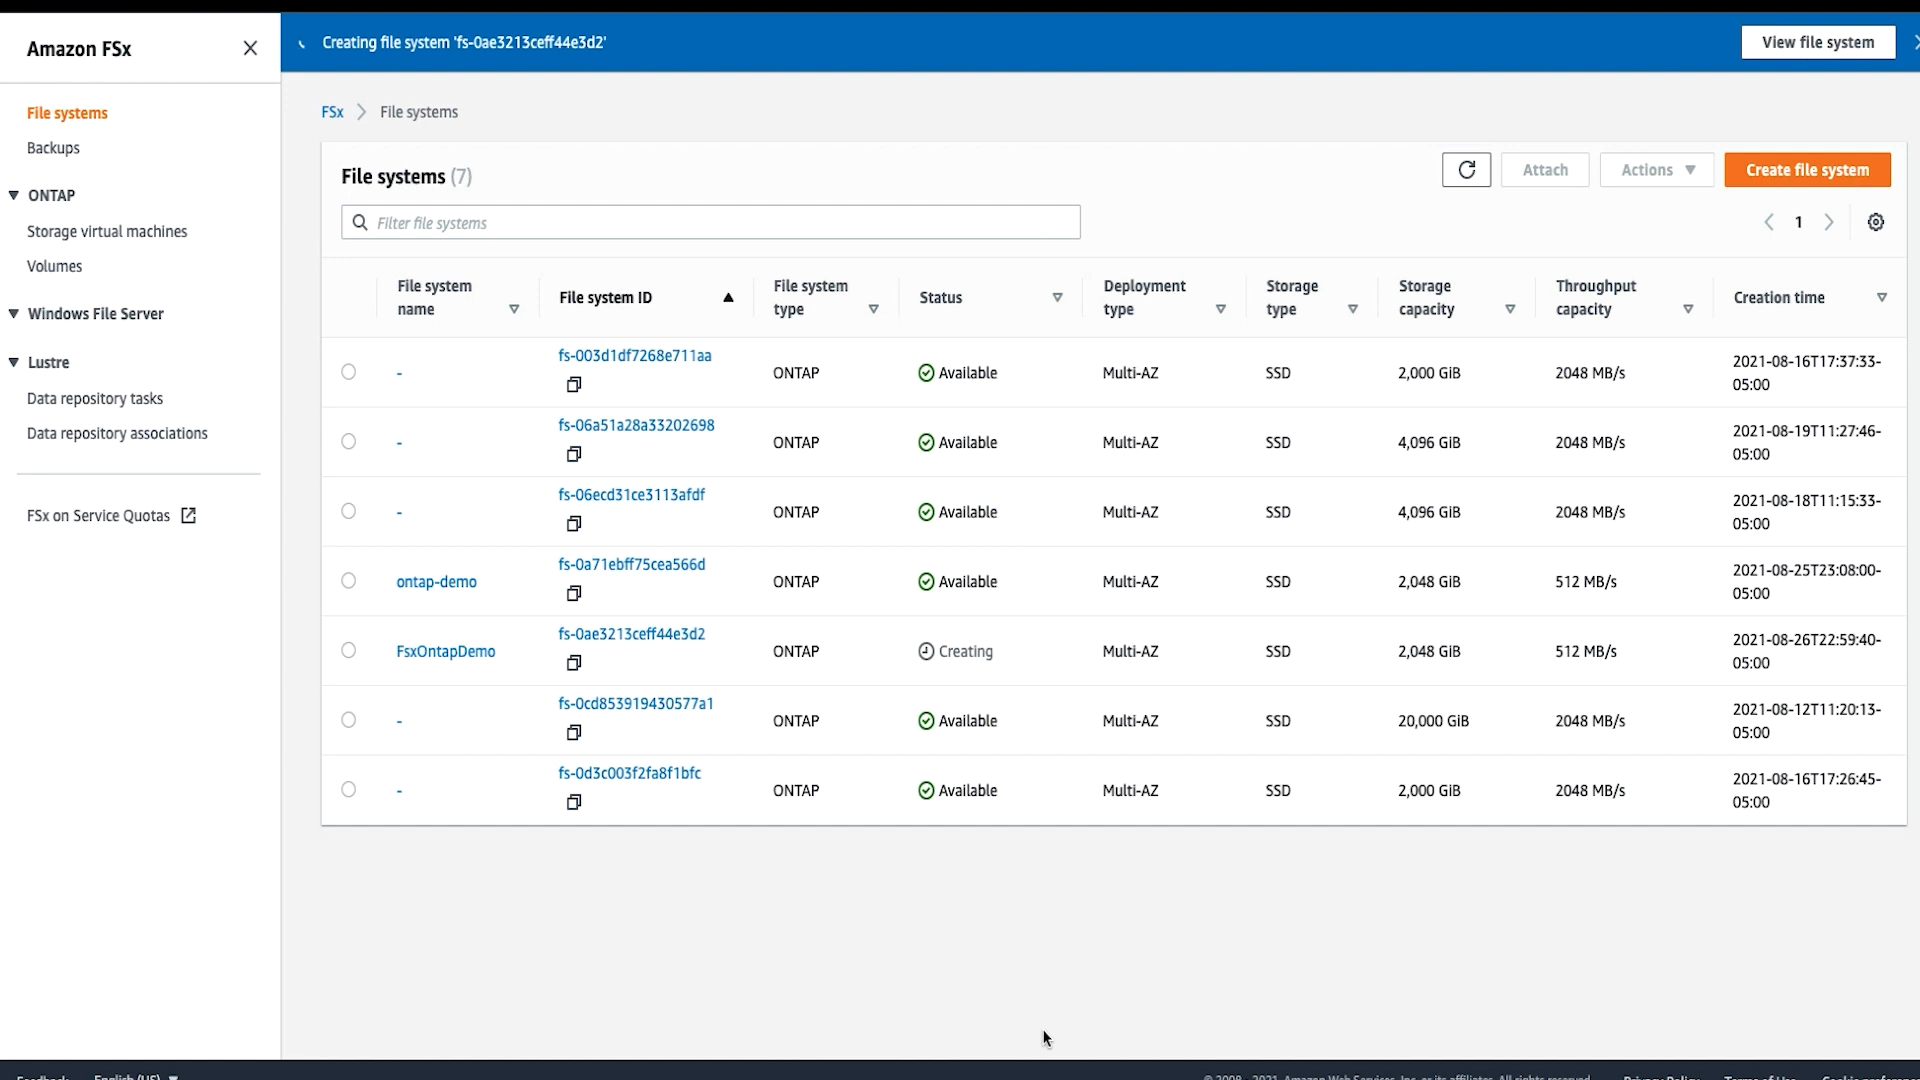 Amazon FSx
Creating file system 'fs-0ae3213ceff44e3d2'
View file system
File systems
Backups
ONTAP
Storage virtual machines
Volumes
Windows File Server
Lustre
Data repository tasks
Data repository associations
FSx on Service Quotas
FSx
File systems
File systems (7)
Attach
Actions
Create file system
Filter file systems
1
File system name
File system ID
File system type
Status
Deployment type
Storage type
Storage capacity
Throughput capacity
Creation time
- fs-003d1df7268e711aa ONTAP Available Multi-AZ SSD 2,000 GiB 2048 MB/s 2021-08-16T17:37:33-05:00
- fs-06a51a28a33202698 ONTAP Available Multi-AZ SSD 4,096 GiB 2048 MB/s 2021-08-19T11:27:46-05:00
- fs-06ecd31ce3113afdf ONTAP Available Multi-AZ SSD 4,096 GiB 2048 MB/s 2021-08-18T11:15:33-05:00
ontap-demo fs-0a71ebff75cea566d ONTAP Available Multi-AZ SSD 2,048 GiB 512 MB/s 2021-08-25T23:08:00-05:00
FsxOntapDemo fs-0ae3213ceff44e3d2 ONTAP Creating Multi-AZ SSD 2,048 GiB 512 MB/s 2021-08-26T22:59:40-05:00
- fs-0cd853919430577a1 ONTAP Available Multi-AZ SSD 20,000 GiB 2048 MB/s 2021-08-12T11:20:13-05:00
- fs-0d3c003f2fa8f1bfc ONTAP Available Multi-AZ SSD 2,000 GiB 2048 MB/s 2021-08-16T17:26:45-05:00